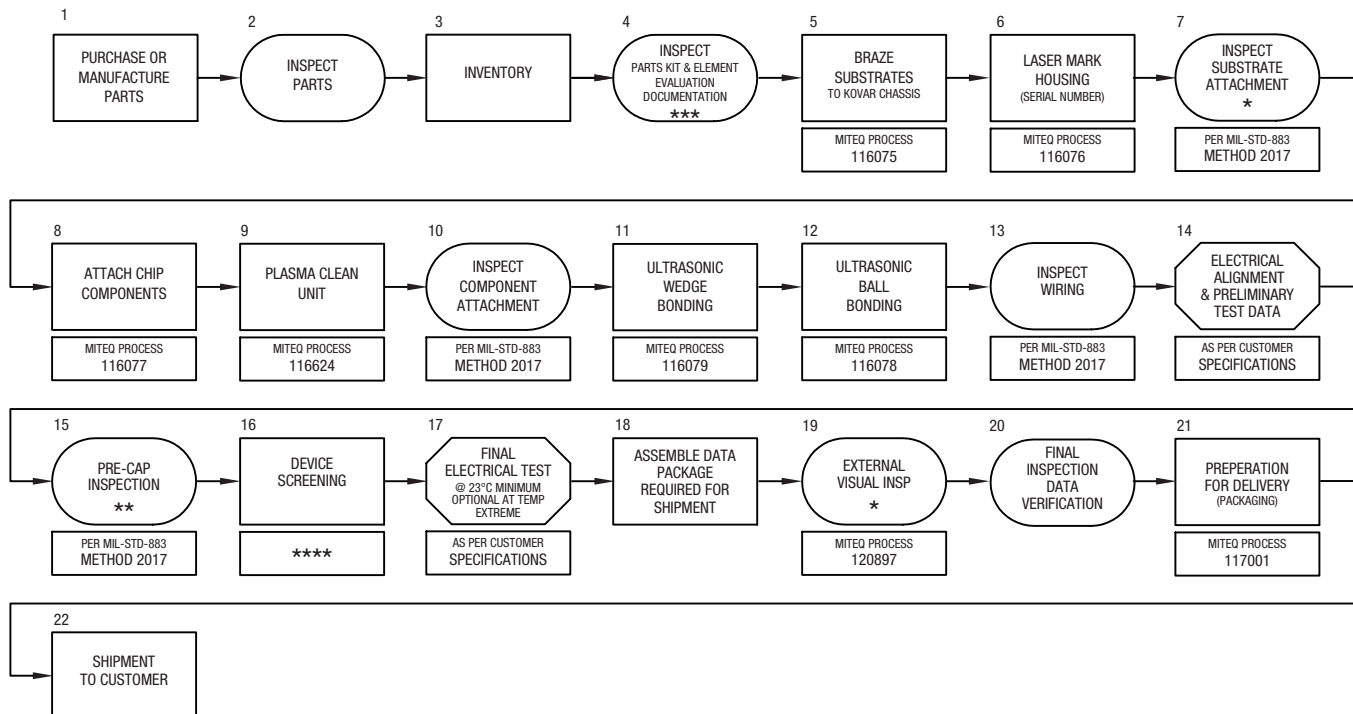 1
PURCHASE OR
MANUFACTURE
PARTS
2
INSPECT
PARTS
3
INVENTORY
4
INSPECT
PARTS KIT & ELEMENT
EVALUATION
DOCUMENTATION
***
5
BRAZE
SUBSTRATES
TO KOVAR CHASSIS
MITEQ PROCESS
116075
6
LASER MARK
HOUSING
(SERIAL NUMBER)
MITEQ PROCESS
116076
7
INSPECT
SUBSTRATE
ATTACHMENT
*
PER MIL-STD-883
METHOD 2017
8
ATTACH CHIP
COMPONENTS
MITEQ PROCESS
116077
9
PLASMA CLEAN
UNIT
MITEQ PROCESS
116624
10
INSPECT
COMPONENT
ATTACHMENT
PER MIL-STD-883
METHOD 2017
11
ULTRASONIC
WEDGE
BONDING
MITEQ PROCESS
116079
12
ULTRASONIC
BALL
BONDING
MITEQ PROCESS
116078
13
INSPECT
WIRING
PER MIL-STD-883
METHOD 2017
14
ELECTRICAL
ALIGNMENT
& PRELIMINARY
TEST DATA
AS PER CUSTOMER
SPECIFICATIONS
15
PRE-CAP
INSPECTION
**
PER MIL-STD-883
METHOD 2017
16
DEVICE
SCREENING
****
17
FINAL
ELECTRICAL TEST
@ 23°C MINIMUM
OPTIONAL AT TEMP
EXTREME
AS PER CUSTOMER
SPECIFICATIONS
18
ASSEMBLE DATA
PACKAGE
REQUIRED FOR
SHIPMENT
19
EXTERNAL
VISUAL INSP
*
MITEQ PROCESS
120897
20
FINAL
INSPECTION
DATA
VERIFICATION
21
PREPERATION
FOR DELIVERY
(PACKAGING)
MITEQ PROCESS
117001
22
SHIPMENT
TO CUSTOMER